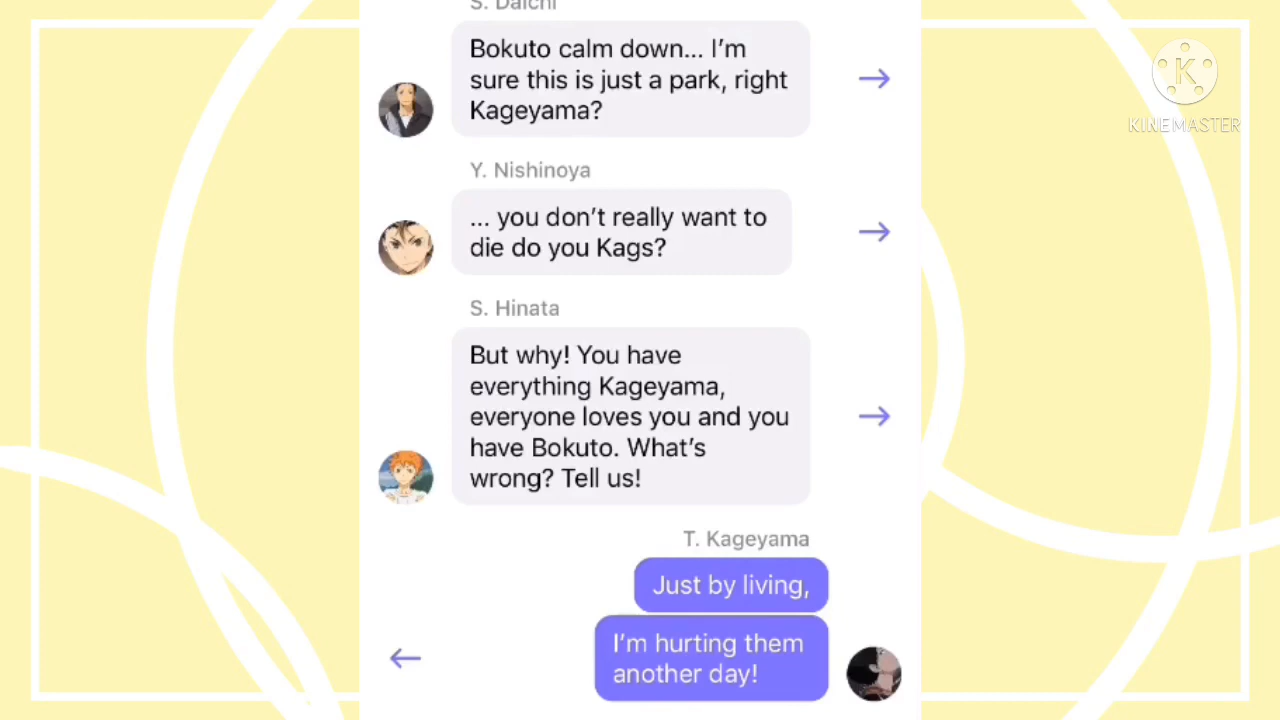 S. Daichi
Bokuto calm down... I'm
sure this is just a park, right
Kageyama?
Y. Nishinoya
... you don't really want to
die do you Kags?
S. Hinata
But why! You have
everything Kageyama,
everyone loves you and you
have Bokuto. What's
wrong? Tell us!
T. Kageyama
Just by living,
I'm hurting them
another day!
K
KINEMASTER